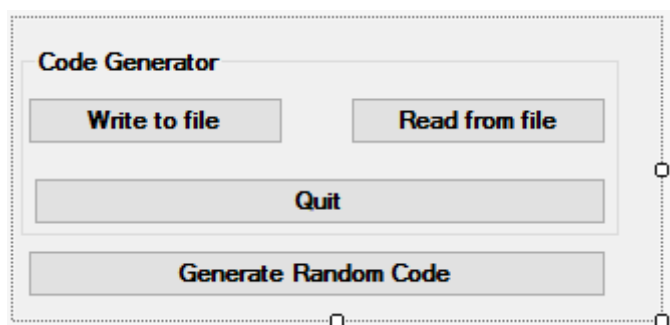 Code Generator
Write to file Read from file
Quit
Generate Random Code